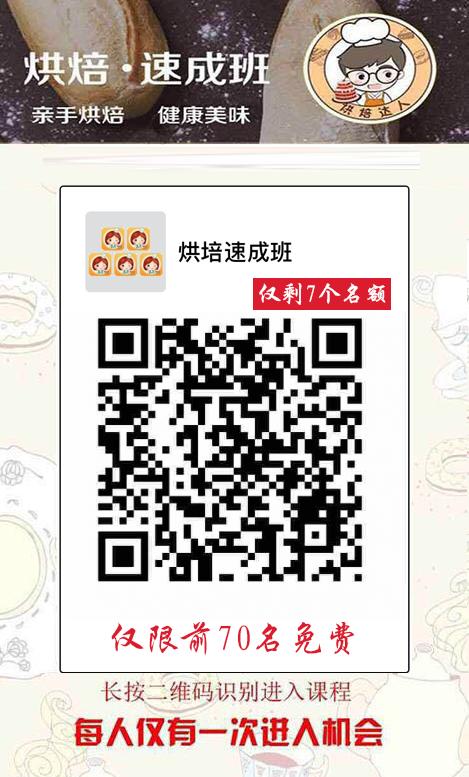 烘焙·速成班
亲手烘焙 健康美味
烘焙达人
烘培速成班
仅剩7个名额
仅限前70名免费
长按二维码识别进入课程
每人仅有一次进入机会